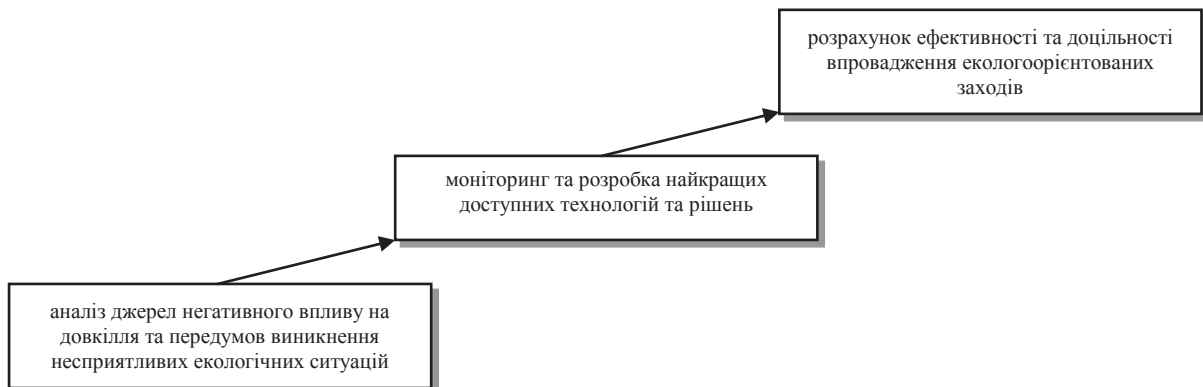 розрахунок ефективності та доцільності
впровадження екологоорієнтованих
заходів
моніторинг та розробка найкращих
доступних технологій та рішень
аналіз джерел негативного впливу на
довкілля та передумов виникнення
несприятливих екологічних ситуацій